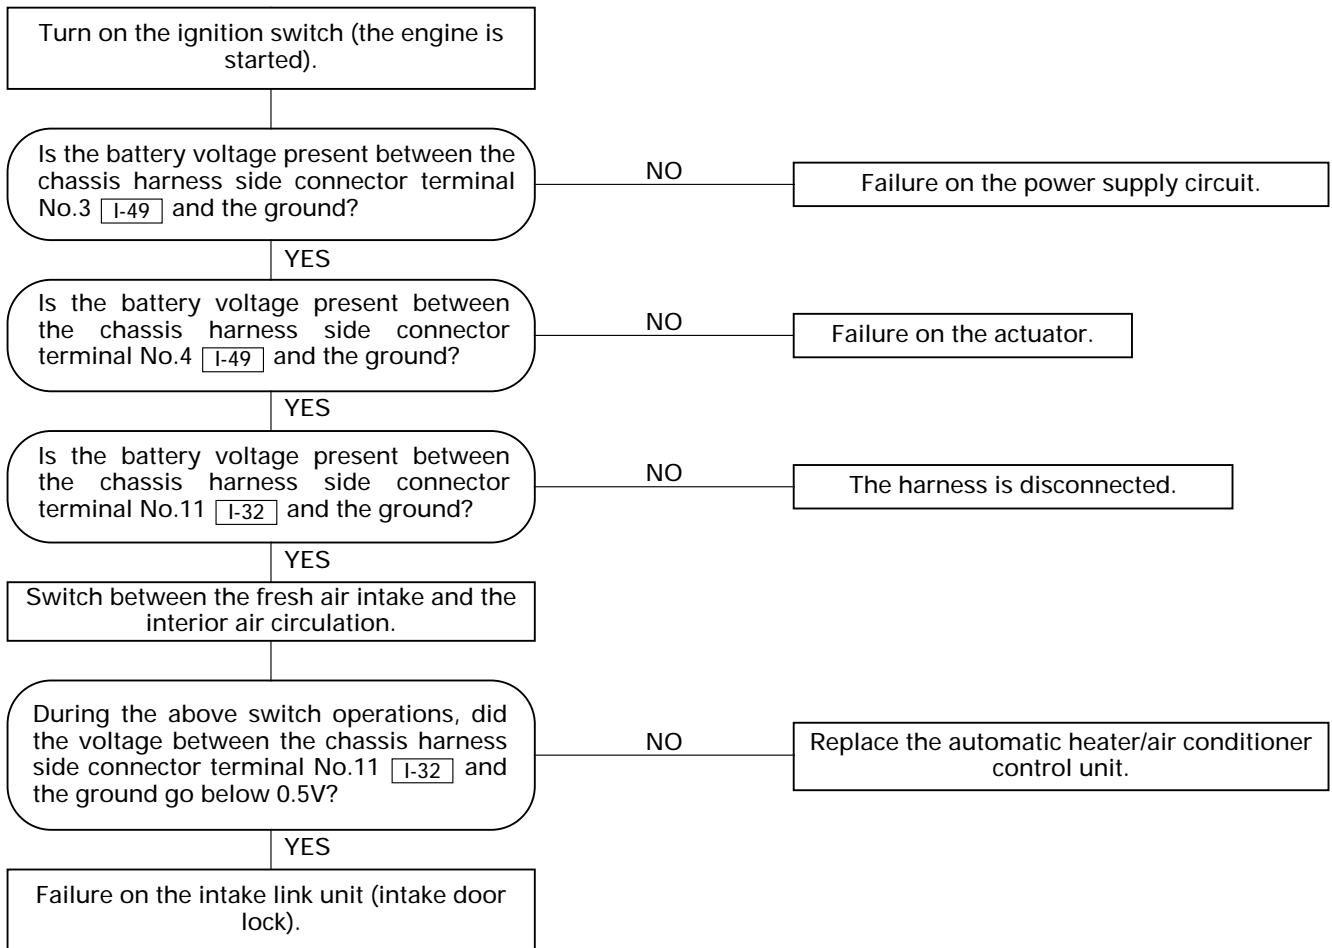 Turn on the ignition switch (the engine is
started).
Is the battery voltage present between the
chassis harness side connector terminal
No.3 I-49 and the ground?
NO
Failure on the power supply circuit.
YES
Is the battery voltage present between
the chassis harness side connector
terminal No.4 I-49 and the ground?
NO
Failure on the actuator.
YES
Is the battery voltage present between
the chassis harness side connector
terminal No.11 I-32 and the ground?
NO
The harness is disconnected.
YES
Switch between the fresh air intake and the
interior air circulation.
During the above switch operations, did
the voltage between the chassis harness
side connector terminal No.11 I-32 and
the ground go below 0.5V?
NO
Replace the automatic heater/air conditioner
control unit.
YES
Failure on the intake link unit (intake door
lock).